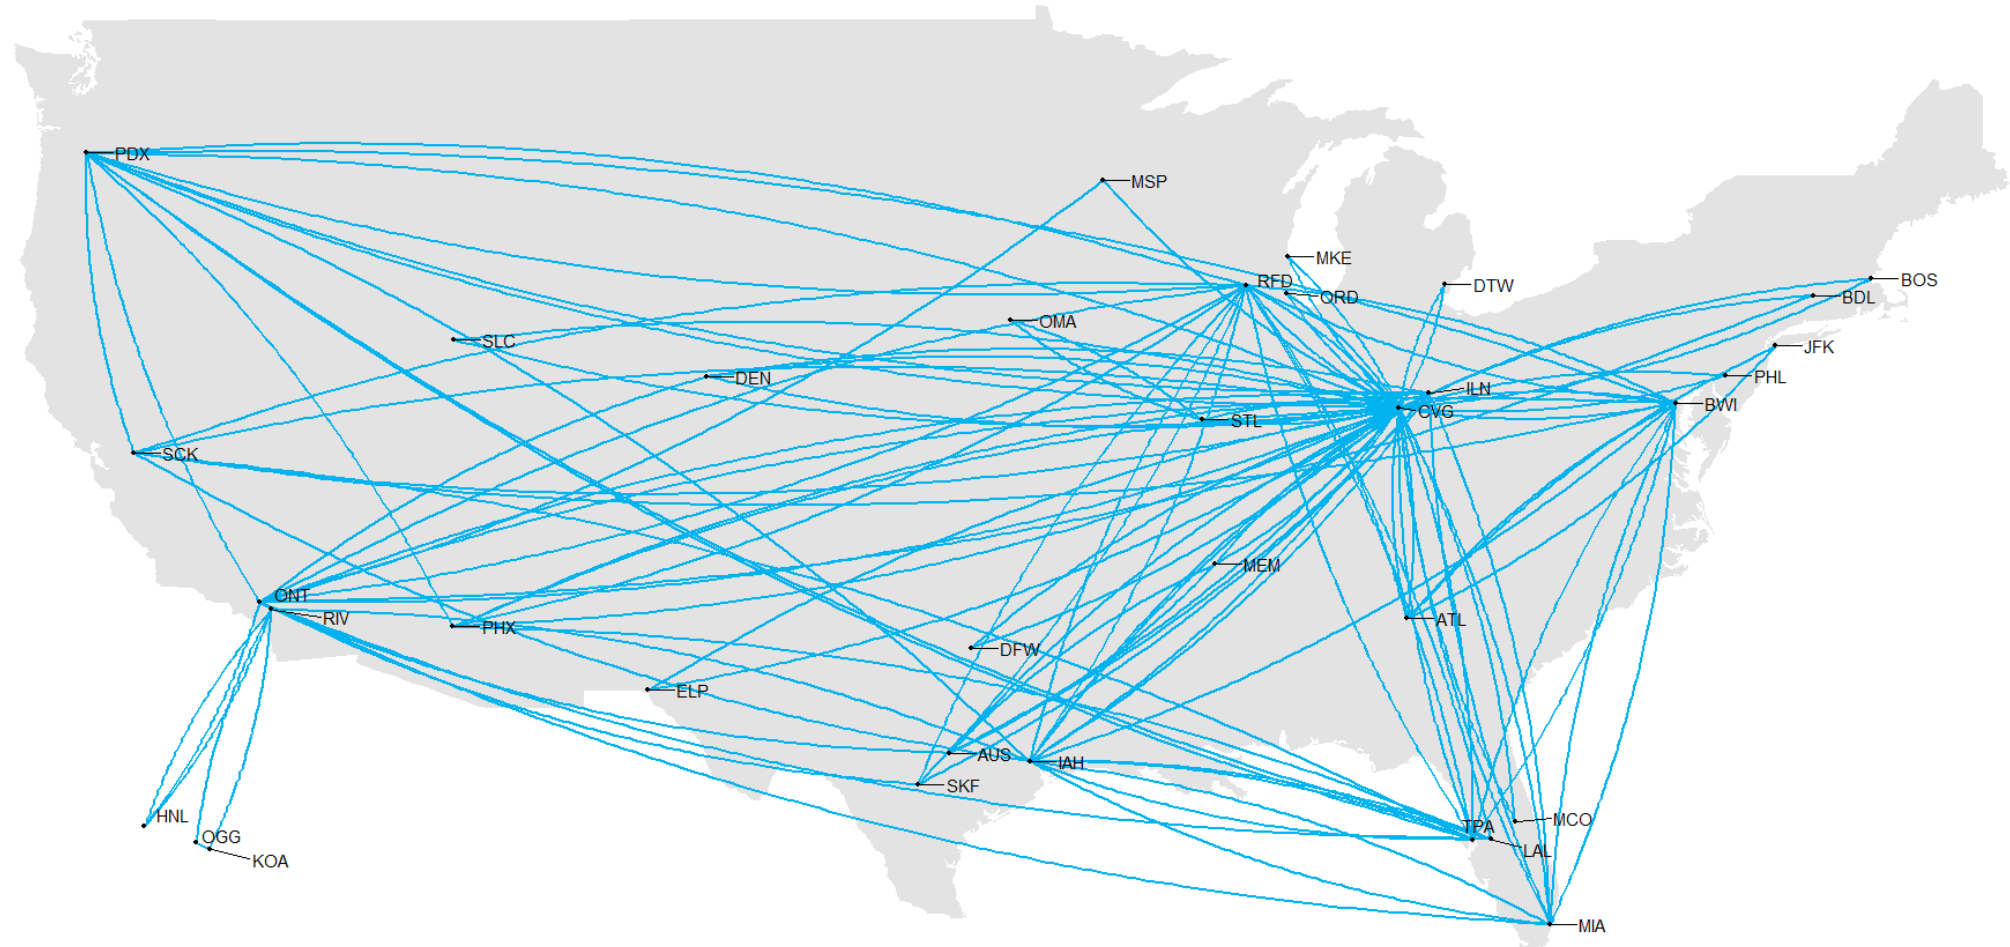 PDX
MSP
MKE
RFD
ORD
DTW
BOS
BDL
OMA
SLC
JFK
DEN
PHL
ILN
BWI
CVG
STL
SCK
MEM
ONT
RIV
PHX
ATL
DFW
ELP
AUS
IAH
SKF
HNL
OGG
KOA
TPA
MCO
LAL
MIA